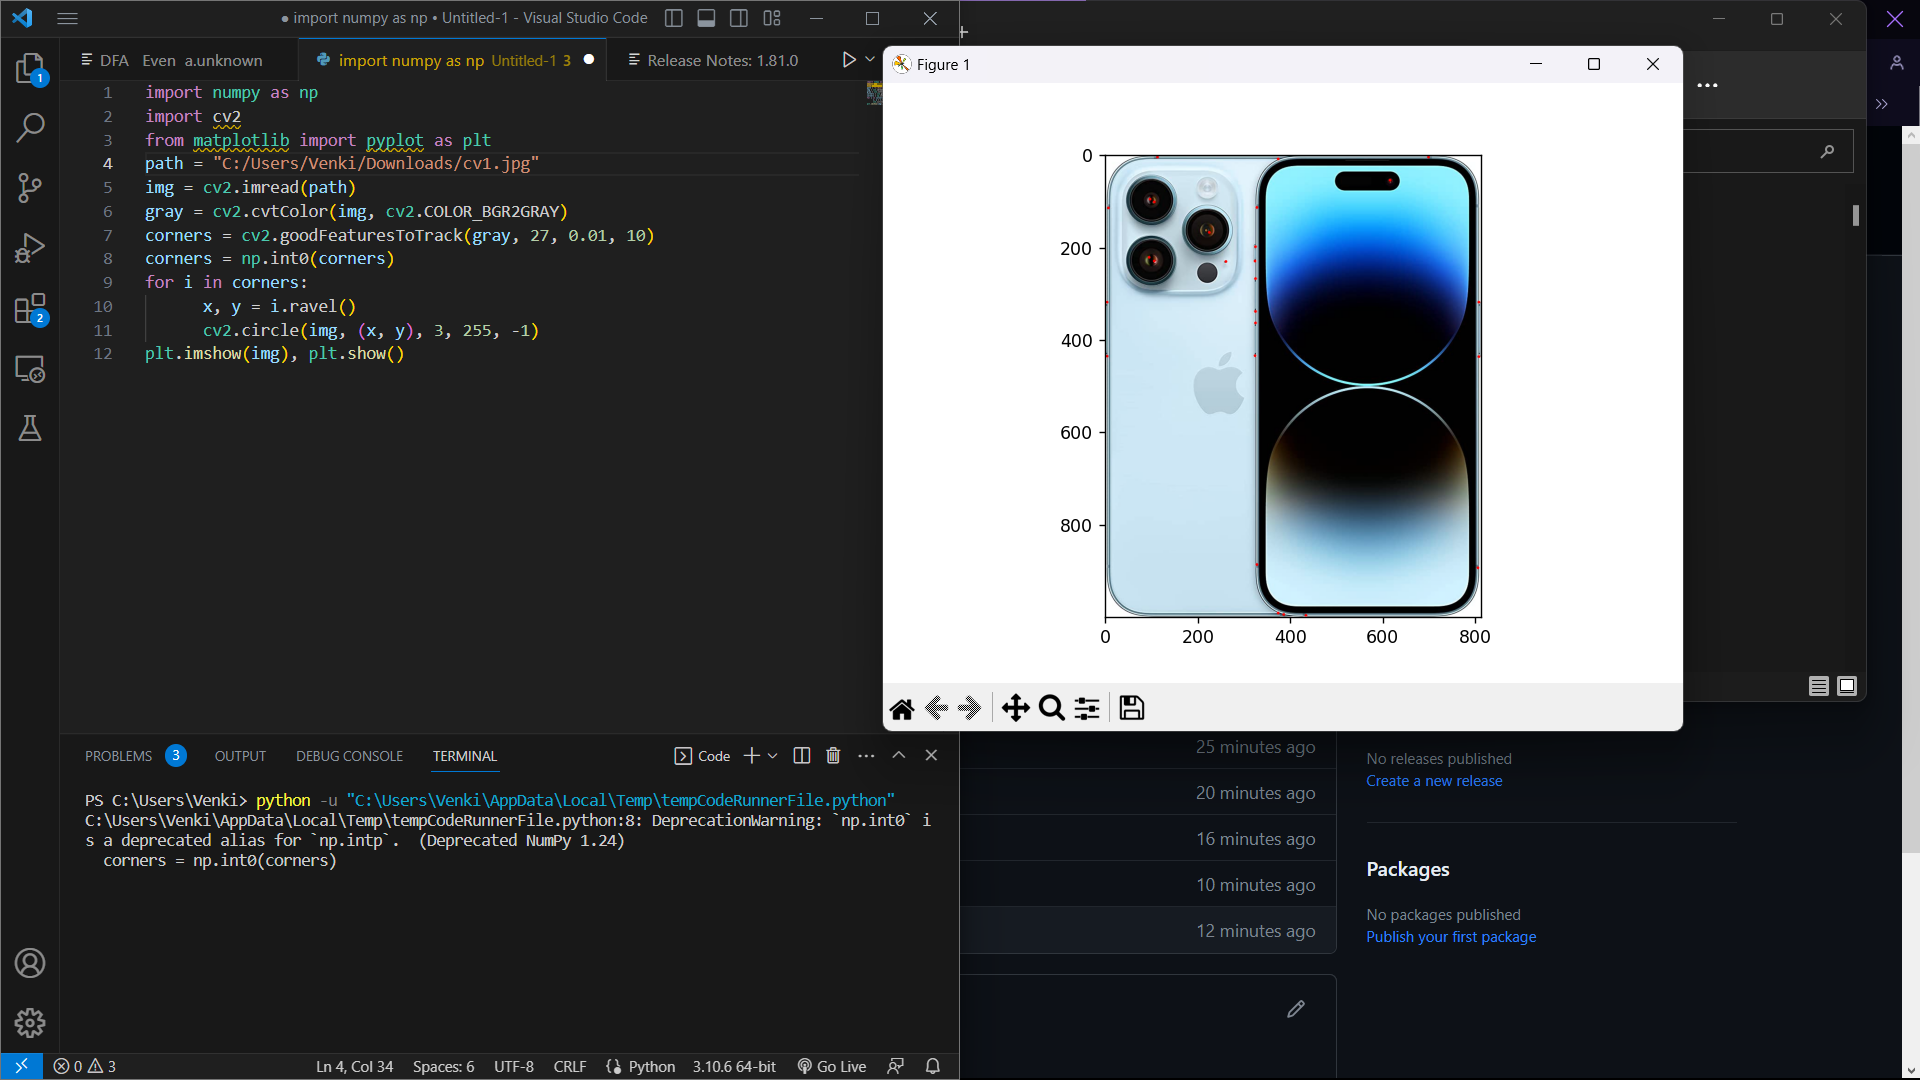 ● import numpy as np • Untitled-1 - Visual Studio Code
DFA Even a.unknown
import numpy as np Untitled-1 3
Release Notes: 1.81.0
1 import numpy as np
2 import cv2
3 from matplotlib import pyplot as plt
4 path = "C:/Users/Venki/Downloads/cv1.jpg"
5 img = cv2.imread(path)
6 gray = cv2.cvtColor(img, cv2.COLOR_BGR2GRAY)
7 corners = cv2.goodFeaturesToTrack(gray, 27, 0.01, 10)
8 corners = np.int0(corners)
9 for i in corners:
10 x, y = i.ravel()
11 cv2.circle(img, (x, y), 3, 255, -1)
12 plt.imshow(img), plt.show()
1
2
PROBLEMS 3 OUTPUT DEBUG CONSOLE TERMINAL
Code
PS C:\Users\Venki> python -u "C:\Users\Venki\AppData\Local\Temp\tempCodeRunnerFile.python"
C:\Users\Venki\AppData\Local\Temp\tempCodeRunnerFile.python:8: DeprecationWarning: `np.int0` i
s a deprecated alias for `np.intp`.  (Deprecated NumPy 1.24)
corners = np.int0(corners)
0 3
Ln 4, Col 34 Spaces: 6 UTF-8 CRLF Python 3.10.6 64-bit Go Live
Figure 1
0
200
400
600
800
0 200 400 600 800
25 minutes ago
20 minutes ago
16 minutes ago
10 minutes ago
12 minutes ago
No releases published
Create a new release
Packages
No packages published
Publish your first package